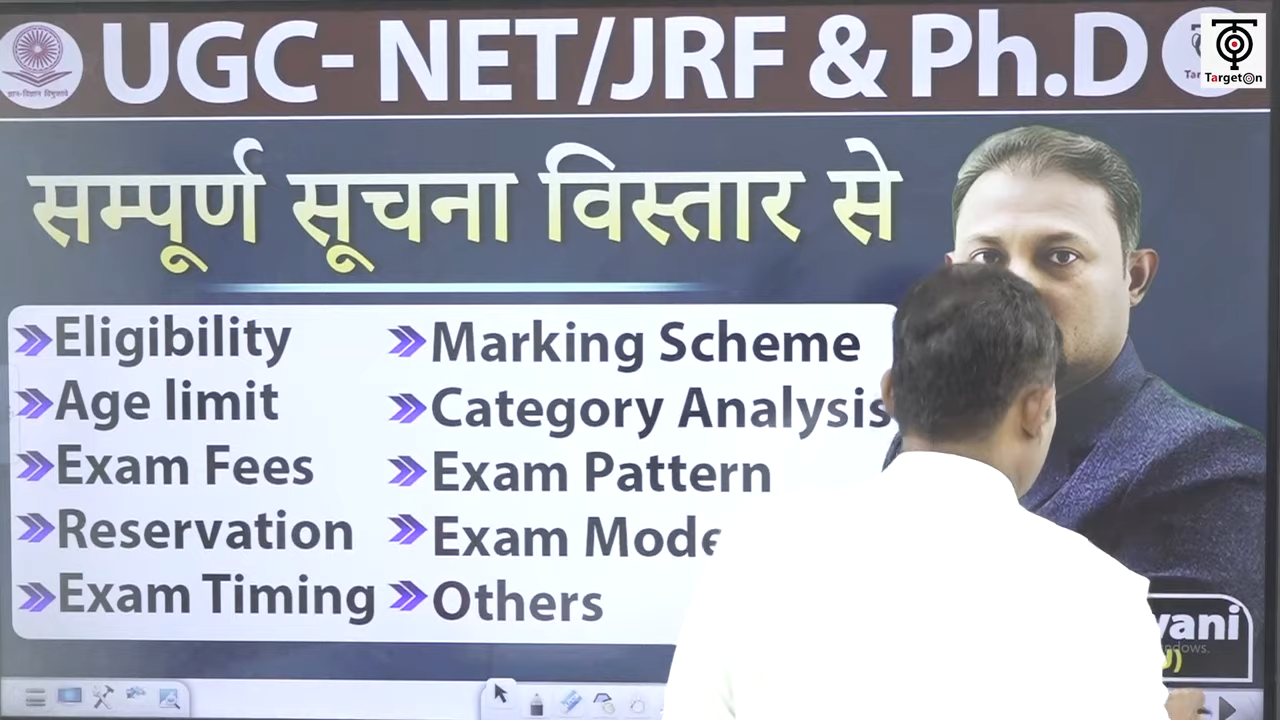 UGC- NET/JRF & Ph.D
ज्ञान-विज्ञान विमुक्तये
TargetOn
सम्पूर्ण सूचना विस्तार से
Eligibility
Age limit
Exam Fees
Reservation
Exam Timing
Marking Scheme
Category Analysis
Exam Pattern
Exam Mode
Others